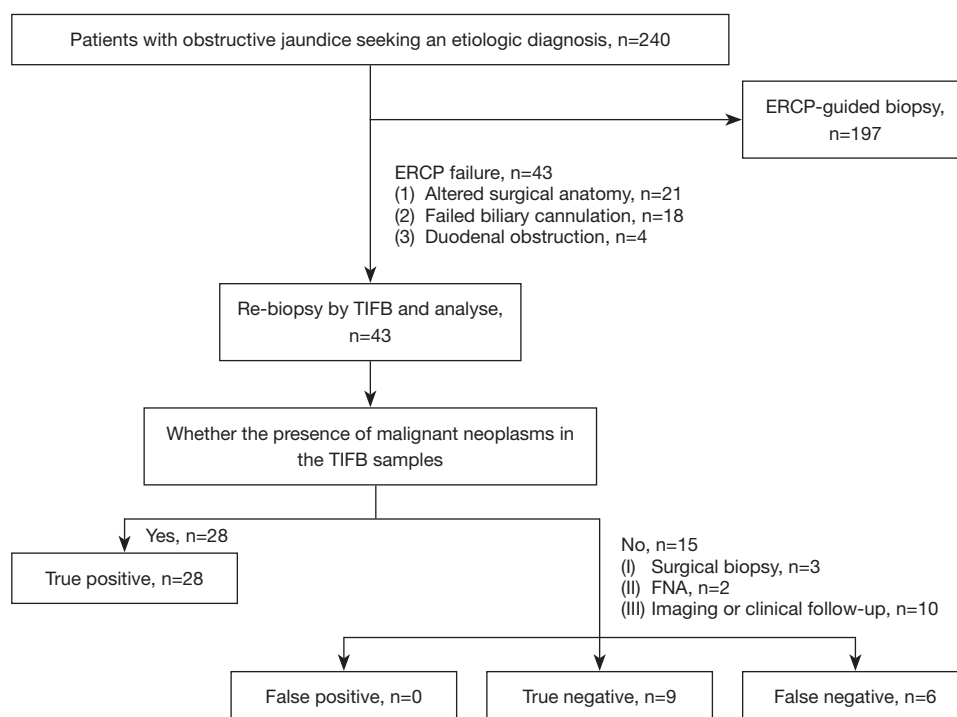 Patients with obstructive jaundice seeking an etiologic diagnosis, n=240
ERCP-guided biopsy,
n=197
ERCP failure, n=43
(1) Altered surgical anatomy, n=21
(2) Failed biliary cannulation, n=18
(3) Duodenal obstruction, n=4
Re-biopsy by TIFB and analyse,
n=43
Whether the presence of malignant neoplasms in
the TIFB samples
Yes, n=28
True positive, n=28
No, n=15
(I) Surgical biopsy, n=3
(II) FNA, n=2
(III) Imaging or clinical follow-up, n=10
False positive, n=0
True negative, n=9
False negative, n=6